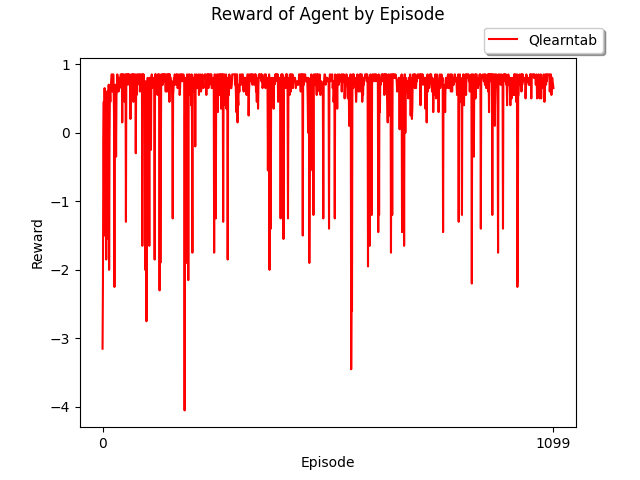 Reward of Agent by Episode
Qlearntab
1
0
−1
−2
−3
−4
Reward
0
1099
Episode